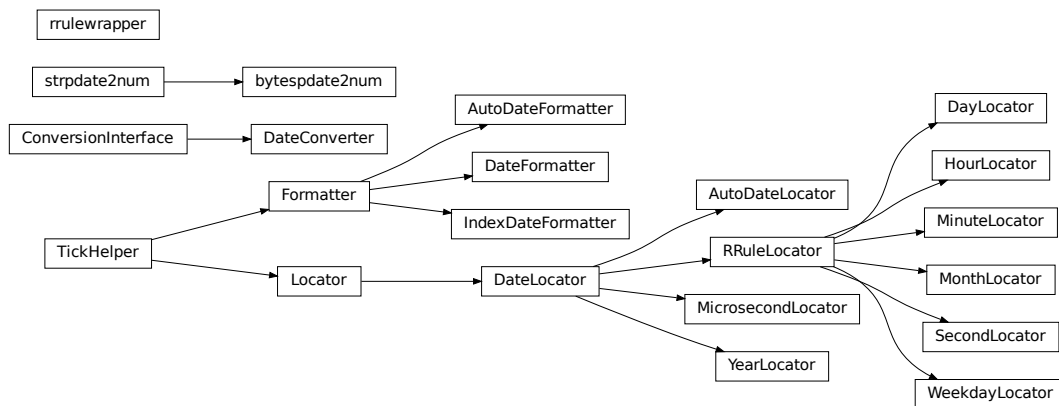 rrulewrapper
strpdate2num
bytespdate2num
ConversionInterface
DateConverter
TickHelper
Formatter
Locator
AutoDateFormatter
DateFormatter
IndexDateFormatter
DateLocator
AutoDateLocator
RRuleLocator
MicrosecondLocator
YearLocator
DayLocator
HourLocator
MinuteLocator
MonthLocator
SecondLocator
WeekdayLocator